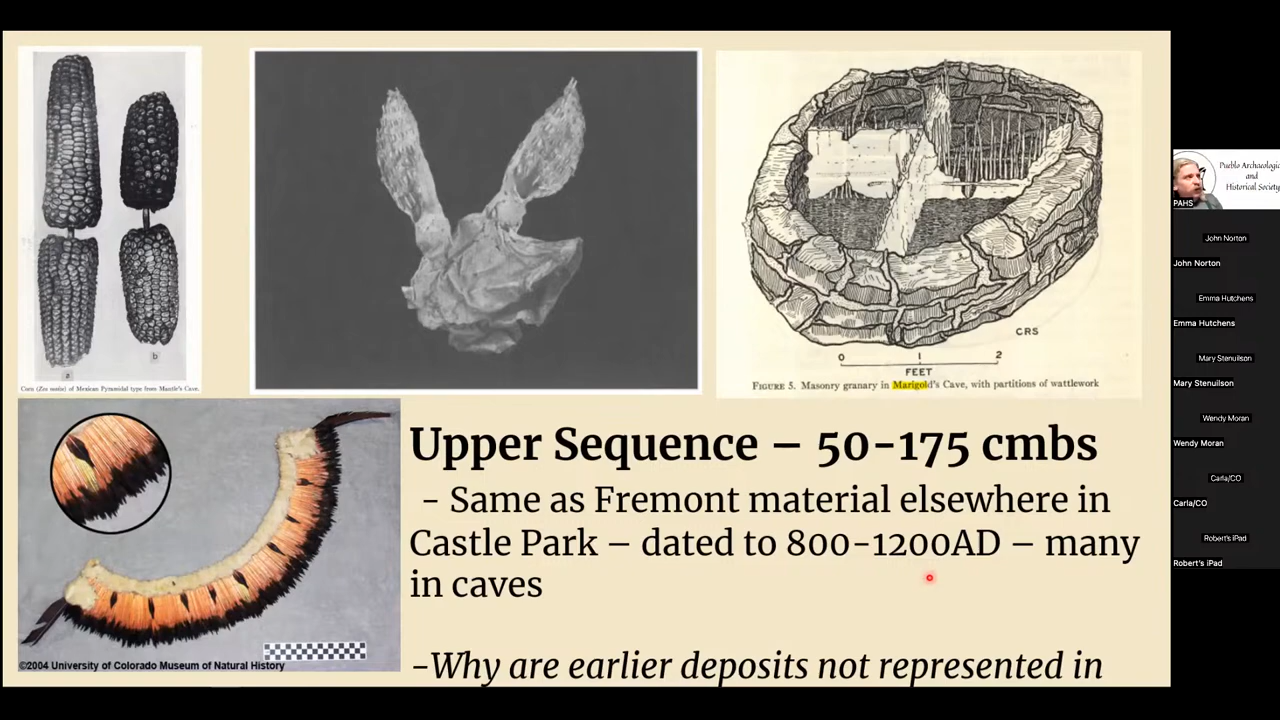 a
b
Corn (Zea mais) of Mexican Pyramidal type from Mantle's Cave.
CRS
0 1 2
FEET
FIGURE 5. Masonry granary in Marigold's Cave, with partitions of wattlework
©2004 University of Colorado Museum of Natural History
Upper Sequence – 50-175 cmbs
- Same as Fremont material elsewhere in
Castle Park – dated to 800-1200AD – many
in caves
-Why are earlier deposits not represented in
Pueblo Archaeologica
and
Historical Society
PAHS
John Norton
John Norton
Emma Hutchens
Emma Hutchens
Mary Stenuilson
Mary Stenuilson
Wendy Moran
Wendy Moran
Carla/CO
Carla/CO
Robert's iPad
Robert's iPad